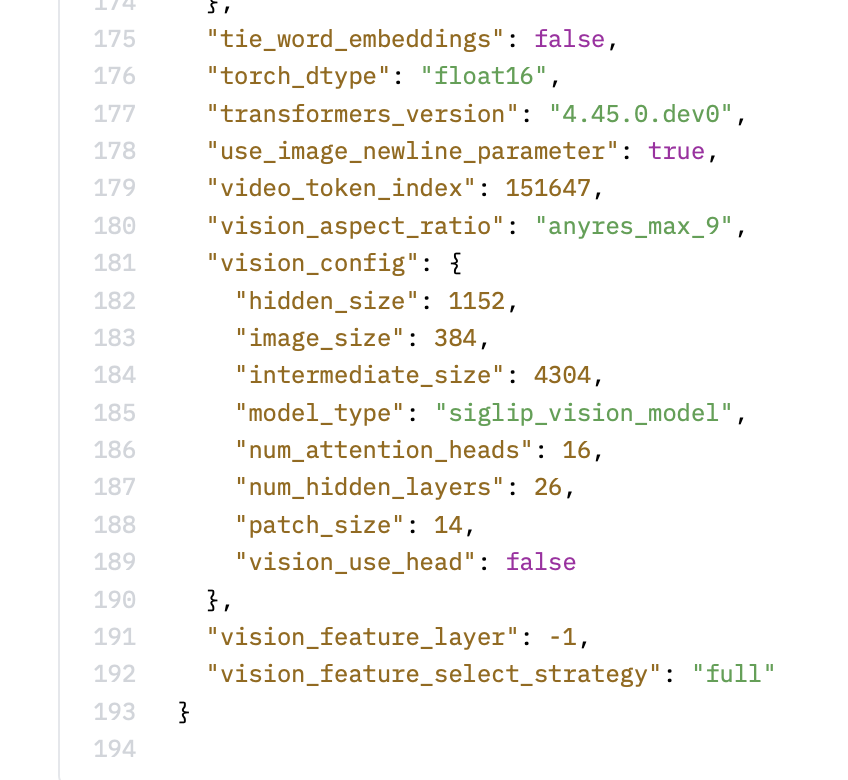 174 },
175 "tie_word_embeddings": false,
176 "torch_dtype": "float16",
177 "transformers_version": "4.45.0.dev0",
178 "use_image_newline_parameter": true,
179 "video_token_index": 151647,
180 "vision_aspect_ratio": "anyres_max_9",
181 "vision_config": {
182 "hidden_size": 1152,
183 "image_size": 384,
184 "intermediate_size": 4304,
185 "model_type": "siglip_vision_model",
186 "num_attention_heads": 16,
187 "num_hidden_layers": 26,
188 "patch_size": 14,
189 "vision_use_head": false
190 },
191 "vision_feature_layer": -1,
192 "vision_feature_select_strategy": "full"
193 }
194